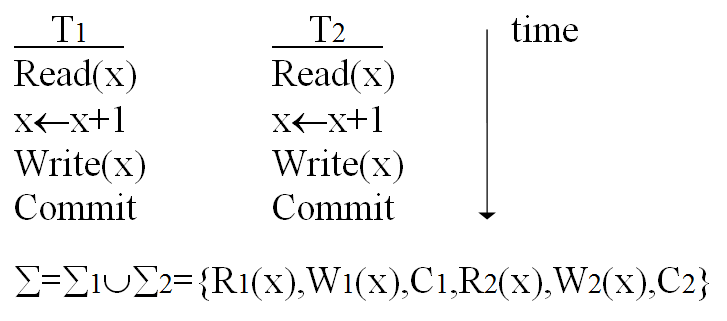 T1 T2 time
Read(x) Read(x)
x←x+1 x←x+1
Write(x) Write(x)
Commit Commit
∑=∑1∪∑2={R1(x),W1(x),C1,R2(x),W2(x),C2}